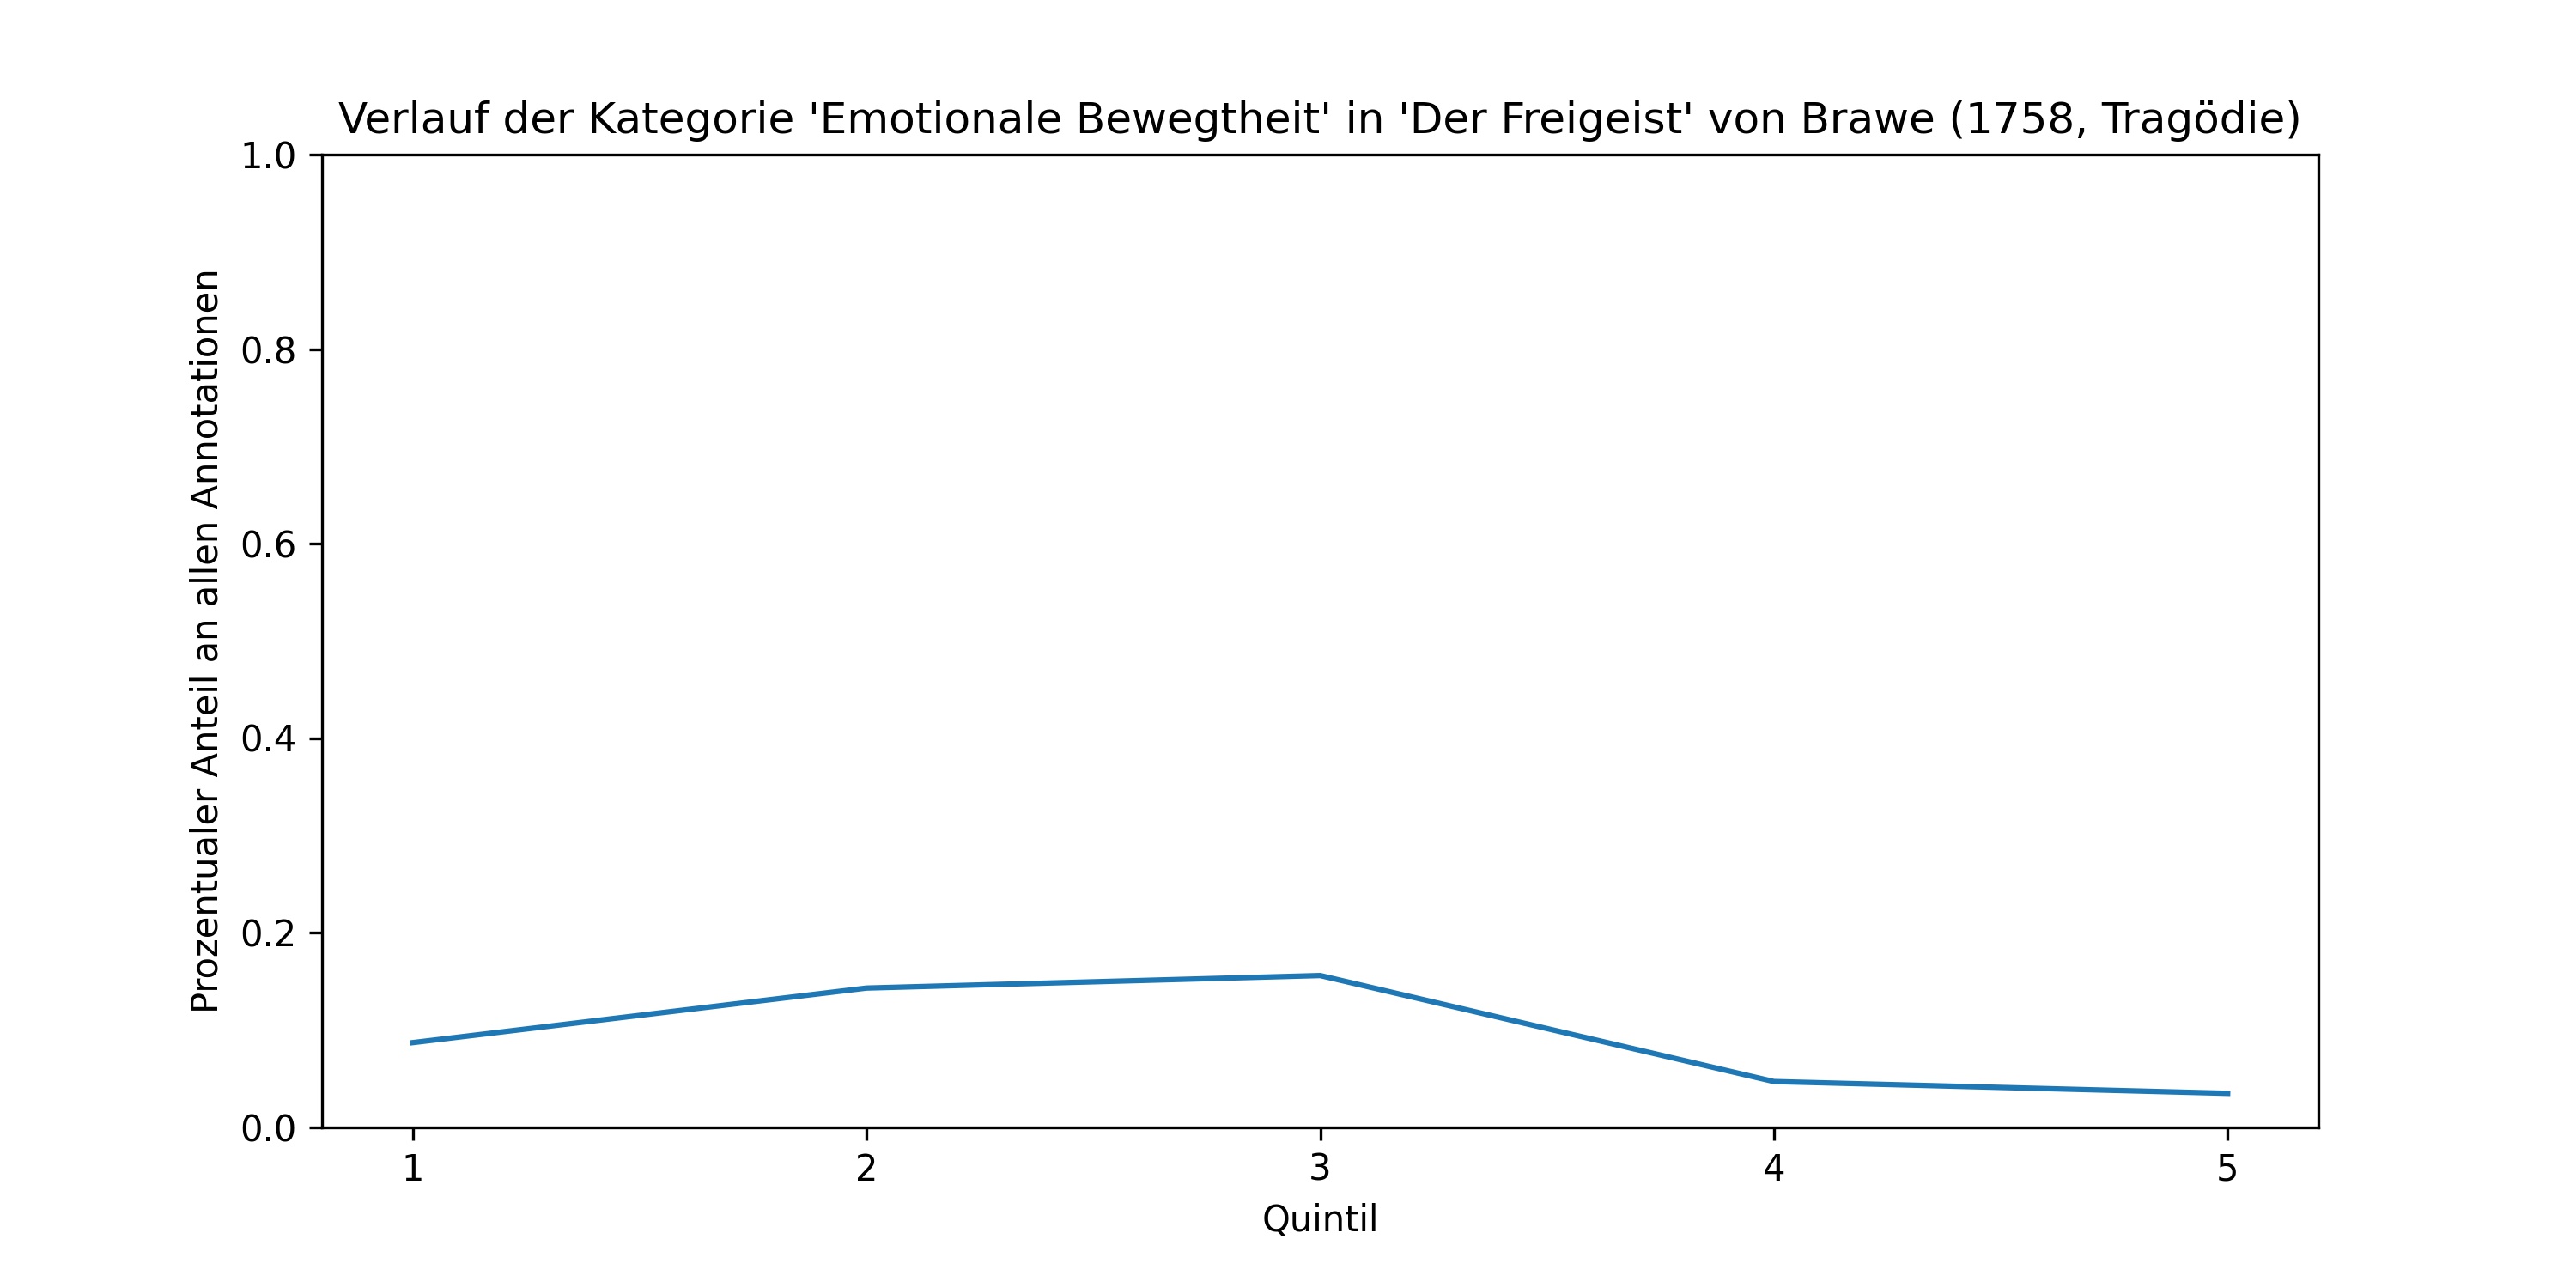 Verlauf der Kategorie 'Emotionale Bewegtheit' in 'Der Freigeist' von Brawe (1758, Tragödie)
Prozentualer Anteil an allen Annotationen
1.0
0.8
0.6
0.4
0.2
0.0
1 2 3 4 5
Quintil